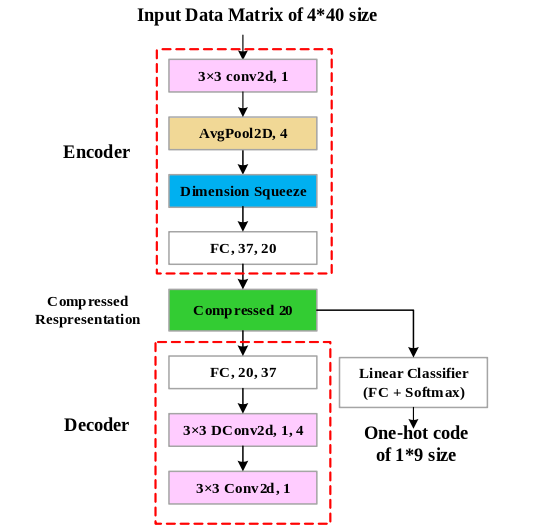 Input Data Matrix of 4*40 size
3×3 conv2d, 1
AvgPool2D, 4
Encoder
Dimension Squeeze
FC, 37, 20
Compressed
Respresentation
Compressed 20
FC, 20, 37
Linear Classifier
(FC + Softmax)
Decoder
3×3 DConv2d, 1, 4
One-hot code
of 1*9 size
3×3 Conv2d, 1